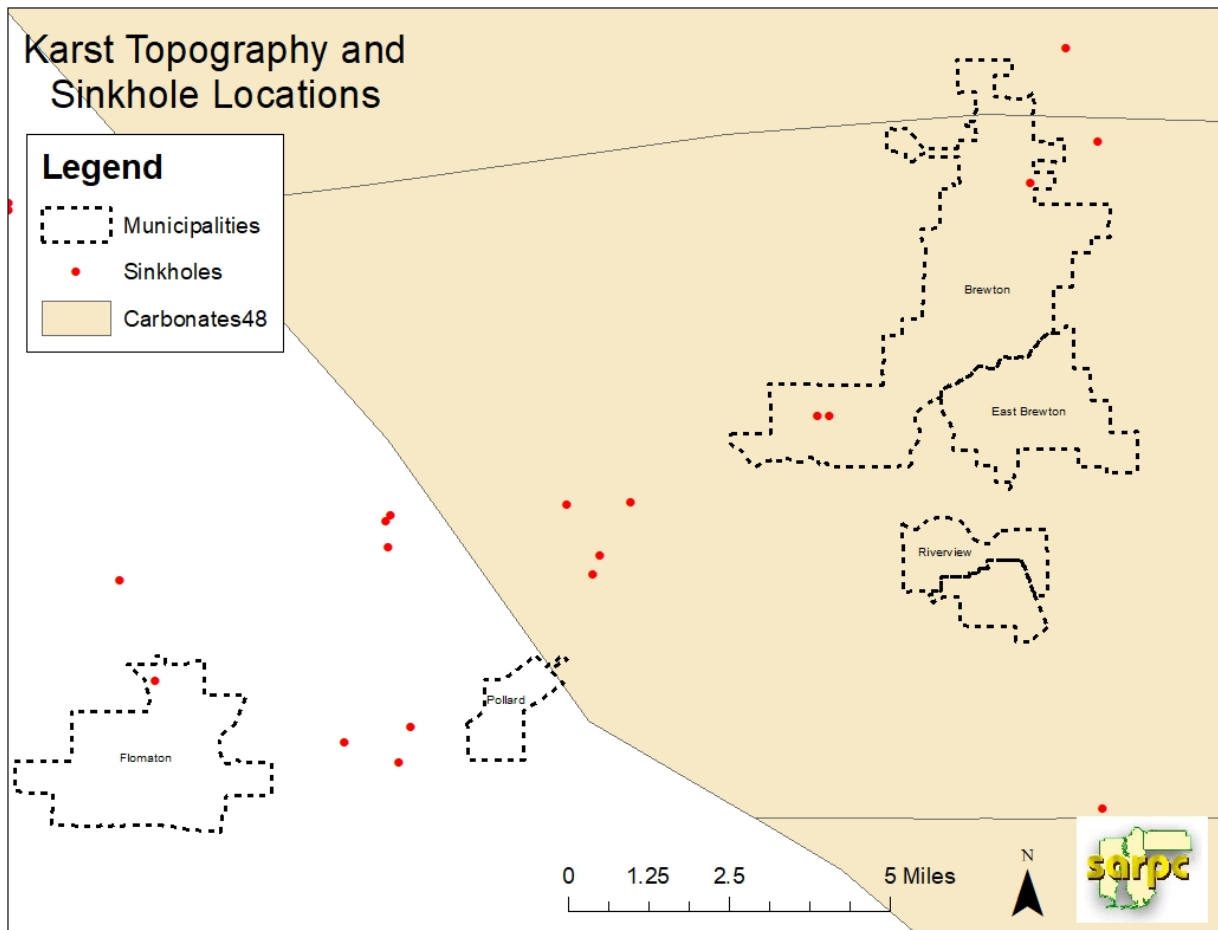 Karst Topography and
Sinkhole Locations
Legend
Municipalities
Sinkholes
Carbonates48
Brewton
East Brewton
Riverview
Pollard
Flomaton
0 1.25 2.5 5 Miles
N
sarpc